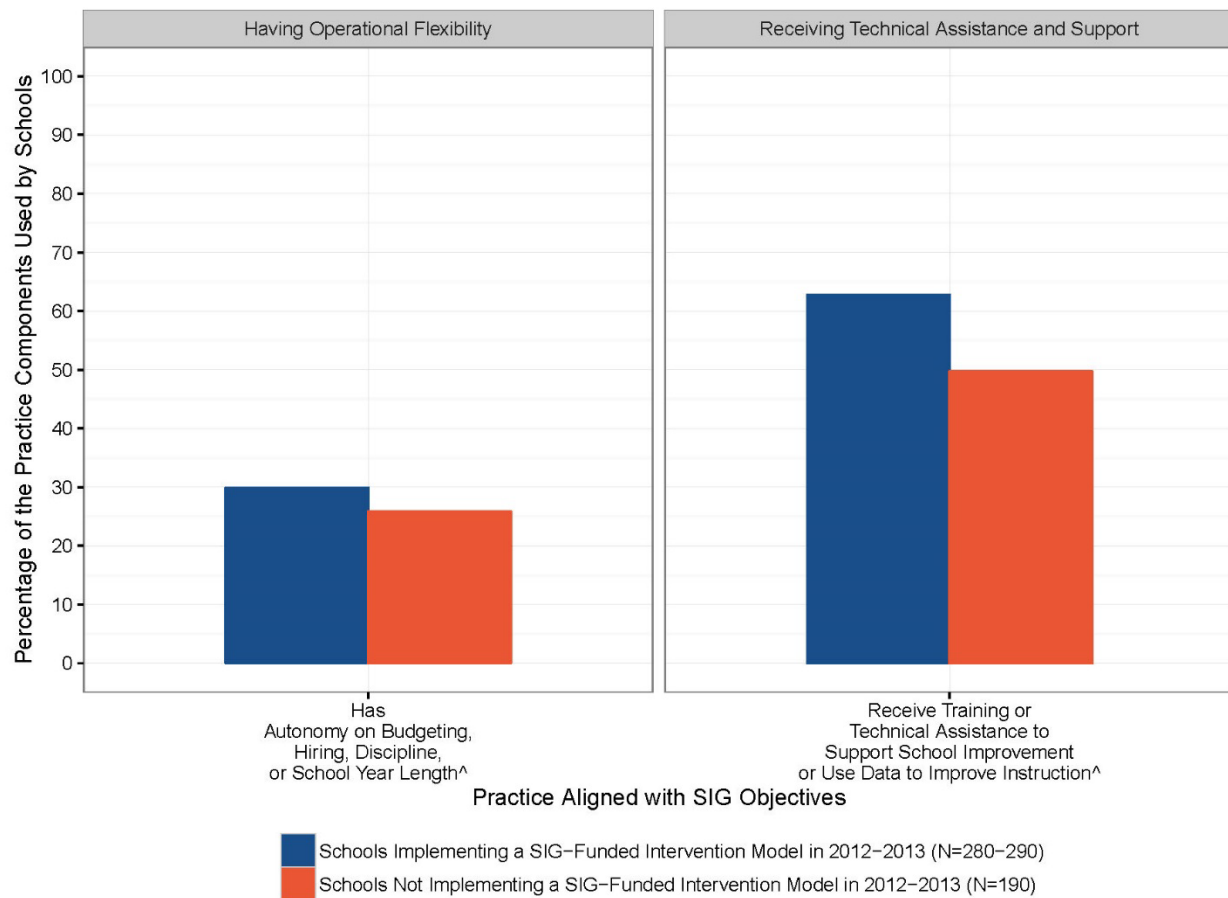 Having Operational Flexibility
Receiving Technical Assistance and Support
Percentage of the Practice Components Used by Schools
100
90
80
70
60
50
40
30
20
10
0
Has
Autonomy on Budgeting,
Hiring, Discipline,
or School Year Length^
Receive Training or
Technical Assistance to
Support School Improvement
or Use Data to Improve Instruction^
Practice Aligned with SIG Objectives
Schools Implementing a SIG−Funded Intervention Model in 2012−2013 (N=280−290)
Schools Not Implementing a SIG−Funded Intervention Model in 2012−2013 (N=190)